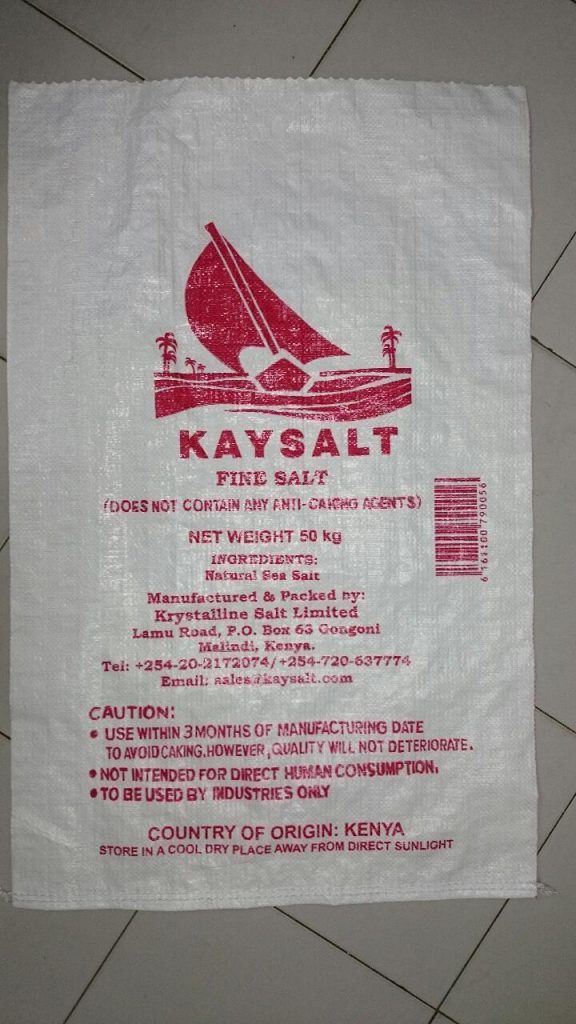 KAYSALT
FINE SALT
(DOES NOT CONTAIN ANY ANTI-CAKING AGENTS)
NET WEIGHT 50 kg
INGREDIENTS:
Natural Sea Salt
Manufactured & Packed by:
Krystalline Salt Limited
Lamu Road, P.O. Box 63 Gongoni
Malindi, Kenya.
Tel: +254-20-2172074/+254-720-637774
Email: sales@kaysalt.com
6 161100 790056
CAUTION:
• USE WITHIN 3 MONTHS OF MANUFACTURING DATE
TO AVOID CAKING.HOWEVER, QUALITY WILL NOT DETERIORATE.
• NOT INTENDED FOR DIRECT HUMAN CONSUMPTION.
• TO BE USED BY INDUSTRIES ONLY
COUNTRY OF ORIGIN: KENYA
STORE IN A COOL DRY PLACE AWAY FROM DIRECT SUNLIGHT